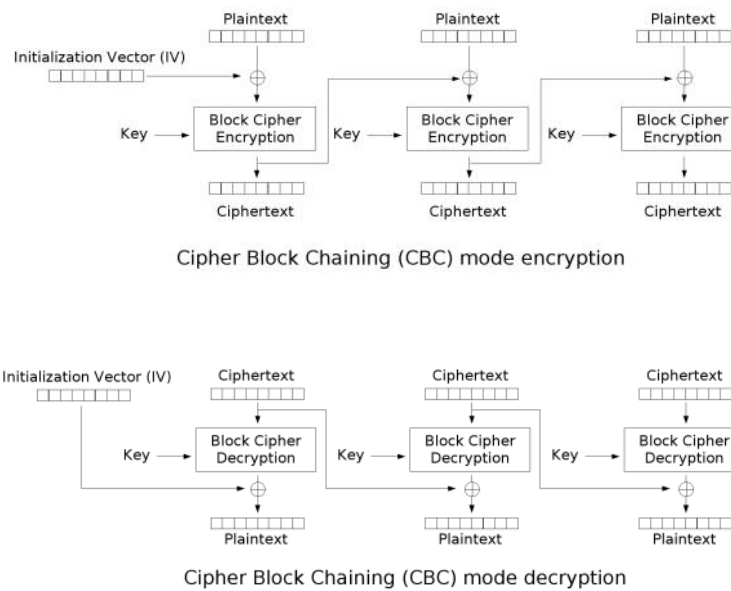 Plaintext Plaintext Plaintext
Initialization Vector (IV)
Key Block Cipher Encryption Key Block Cipher Encryption Key Block Cipher Encryption
Ciphertext Ciphertext Ciphertext
Cipher Block Chaining (CBC) mode encryption
Ciphertext Ciphertext Ciphertext
Initialization Vector (IV)
Key Block Cipher Decryption Key Block Cipher Decryption Key Block Cipher Decryption
Plaintext Plaintext Plaintext
Cipher Block Chaining (CBC) mode decryption